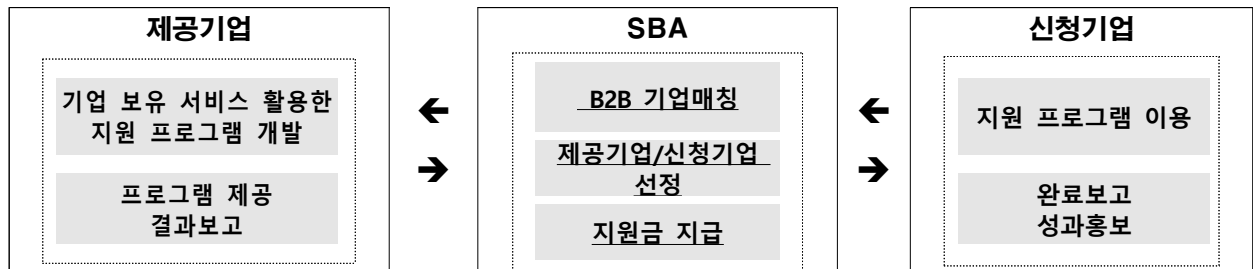 제공기업
기업 보유 서비스 활용한
지원 프로그램 개발
프로그램 제공
결과보고
SBA
B2B 기업매칭
제공기업/신청기업
선정
지원금 지급
신청기업
지원 프로그램 이용
완료보고
성과홍보